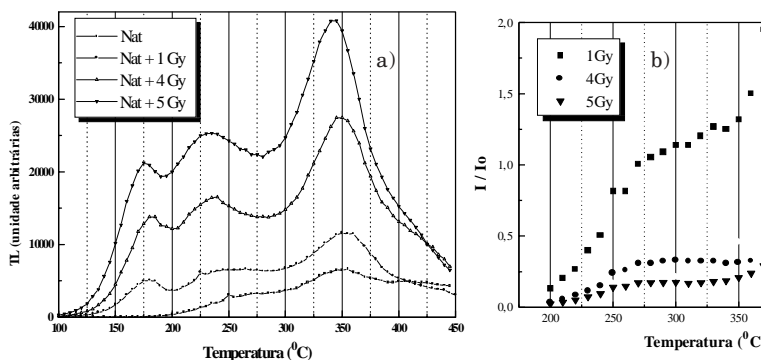 TL (unidade arbitrárias)
40000
30000
20000
10000
0
Nat
Nat + 1 Gy
Nat + 4 Gy
Nat + 5 Gy
a)
100 150 200 250 300 350 400 450
Temperatura (⁰C)
I / Io
2,0
1,5
1,0
0,5
0,0
1Gy
4Gy
5Gy
b)
200 250 300 350
Temperatura (⁰C)